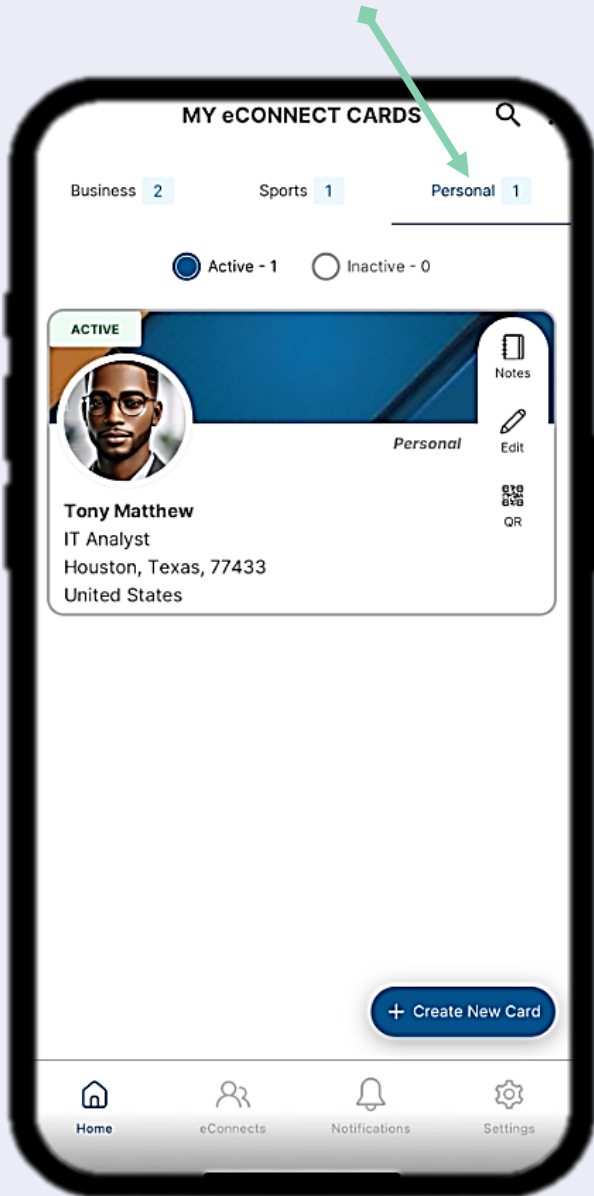 MY eCONNECT CARDS
Business 2 Sports 1 Personal 1
Active - 1 Inactive - 0
ACTIVE
Notes
Personal
Edit
QR
Tony Matthew
IT Analyst
Houston, Texas, 77433
United States
+ Create New Card
Home eConnects Notifications Settings